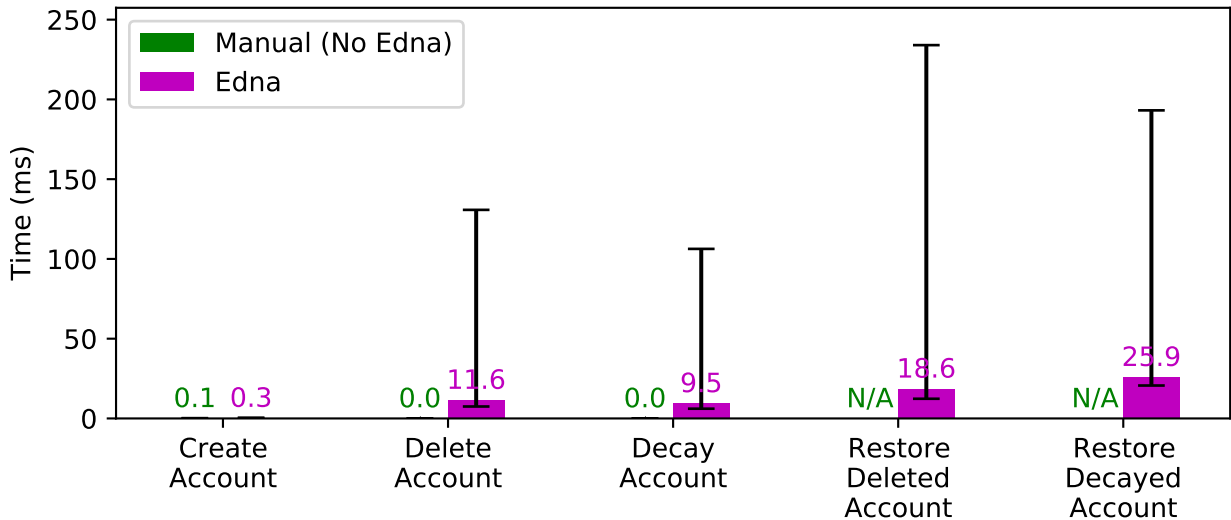 250
200
150
100
50
0
Time (ms)
Manual (No Edna)
Edna
0.1
0.3
0.0
11.6
0.0
9.5
N/A
18.6
N/A
25.9
Create
Account
Delete
Account
Decay
Account
Restore
Deleted
Account
Restore
Decayed
Account